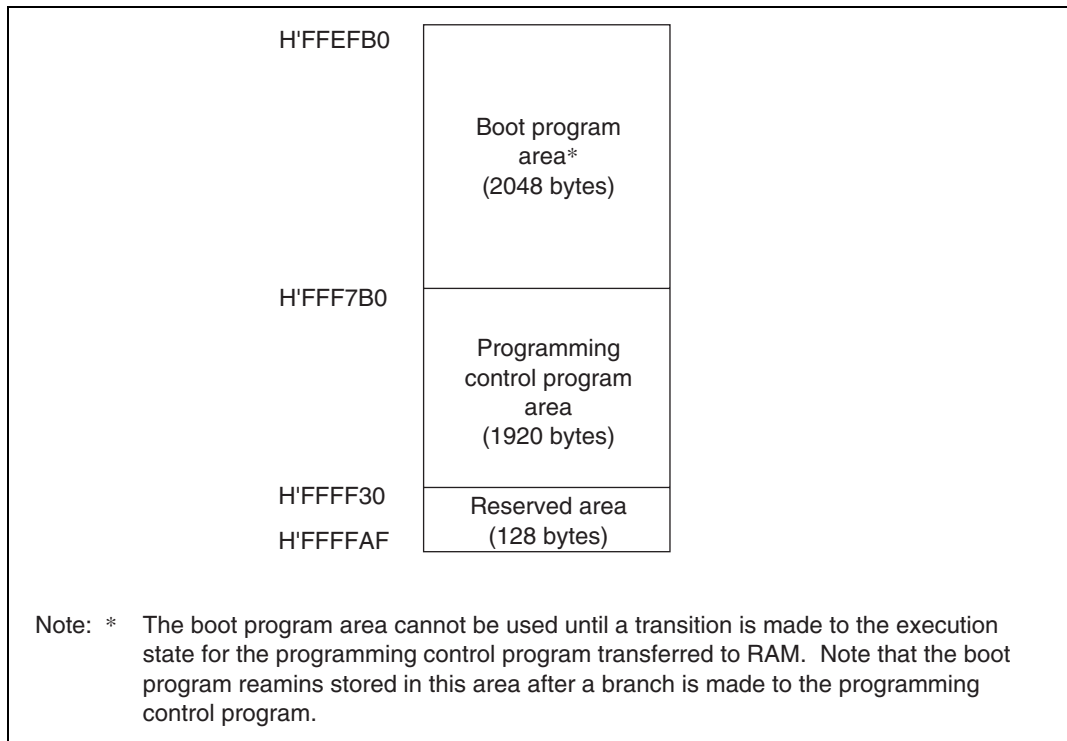 H'FFEFB0
Boot program
area*
(2048 bytes)
H'FFF7B0
Programming
control program
area
(1920 bytes)
H'FFFF30
Reserved area
(128 bytes)
H'FFFFAF
Note: * The boot program area cannot be used until a transition is made to the execution
state for the programming control program transferred to RAM. Note that the boot
program reamins stored in this area after a branch is made to the programming
control program.